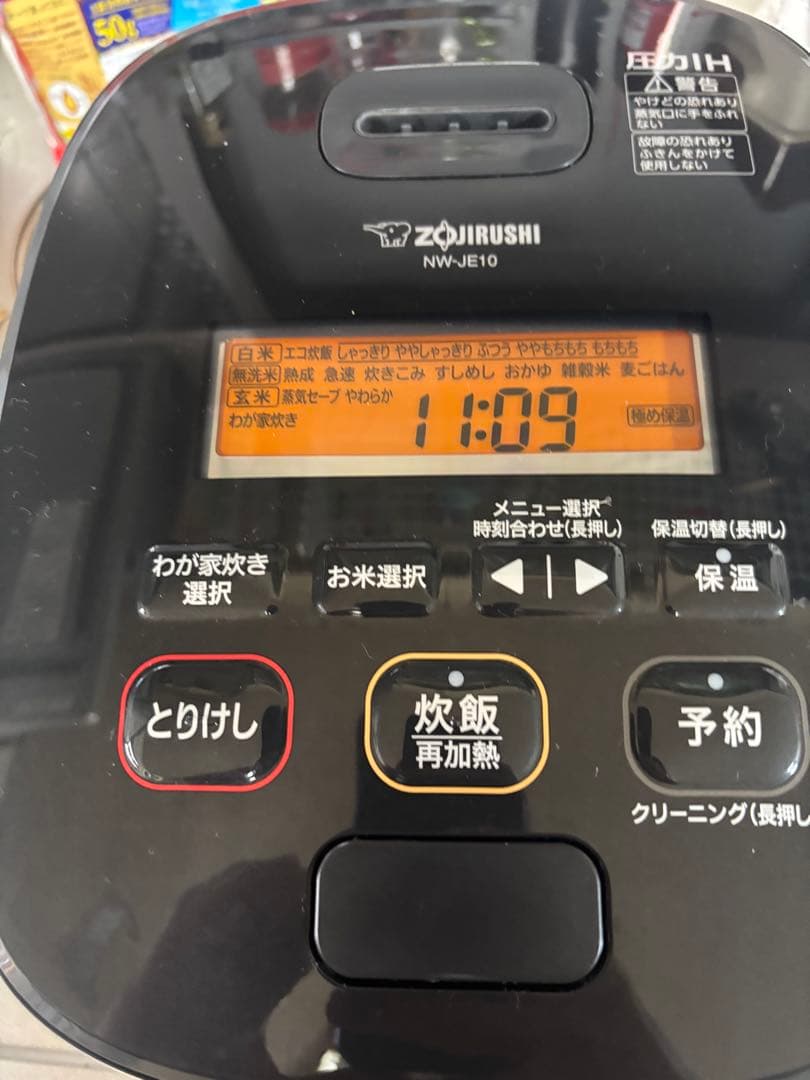 50ℓ
圧力IH
警告
やけどの恐れあり
蒸気口に手をふれ
ない
故障の恐れあり
ふきんをかけて
使用しない
ZOJIRUSHI
NW-JE10
白米 エコ炊飯 しゃっきり ややしゃっきり ふつう ややもちもち もちもち
無洗米 熟成 急速 炊きこみ すしめし おかゆ 雑穀米 麦ごはん
玄米 蒸気セーブ やわらか
わが家炊き 11:09 極め保温
メニュー選択
時刻合わせ(長押し) 保温切替(長押し)
わが家炊き
選択
お米選択
保温
とりけし
炊飯
再加熱
予約
クリーニング(長押し